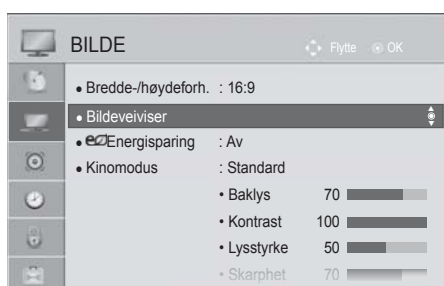 BILDE Flytte OK
• Bredde-/høydeforh. : 16:9
• Bildeveiviser
• eco Energisparing : Av
• Kinomodus : Standard
• Baklys 70
• Kontrast 100
• Lysstyrke 50
• Skarphet 70